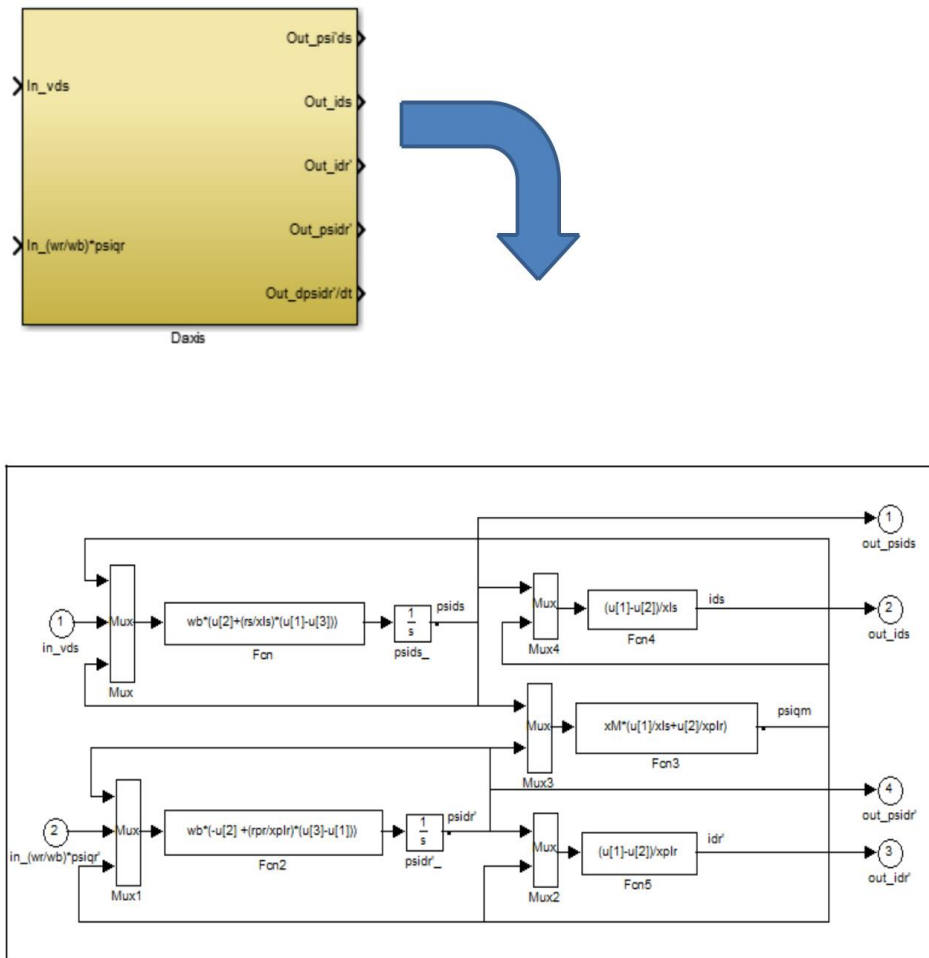 Out_psi'ds
In_vds
Out_ids
Out_idr'
Out_psidr'
In_(wr/wb)*psiqr
Out_dpsidr'/dt
Daxis
1
out_psids
1
in_vds
Mux
Mux
wb*(u[2]+(rs/xls)*(u[1]-u[3]))
Fcn
1
s
psids
psids_
Mux
Mux4
(u[1]-u[2])/xls
Fcn4
ids
2
out_ids
Mux
Mux3
xM*(u[1]/xls+u[2]/xplr)
Fcn3
psiqm
4
out_psidr'
2
in_(wr/wb)*psiqr'
Mux
Mux1
wb*(-u[2] +(rpr/xplr)*(u[3]-u[1]))
Fcn2
1
s
psidr'
psidr'_
Mux
Mux2
(u[1]-u[2])/xplr
Fcn5
idr'
3
out_idr'